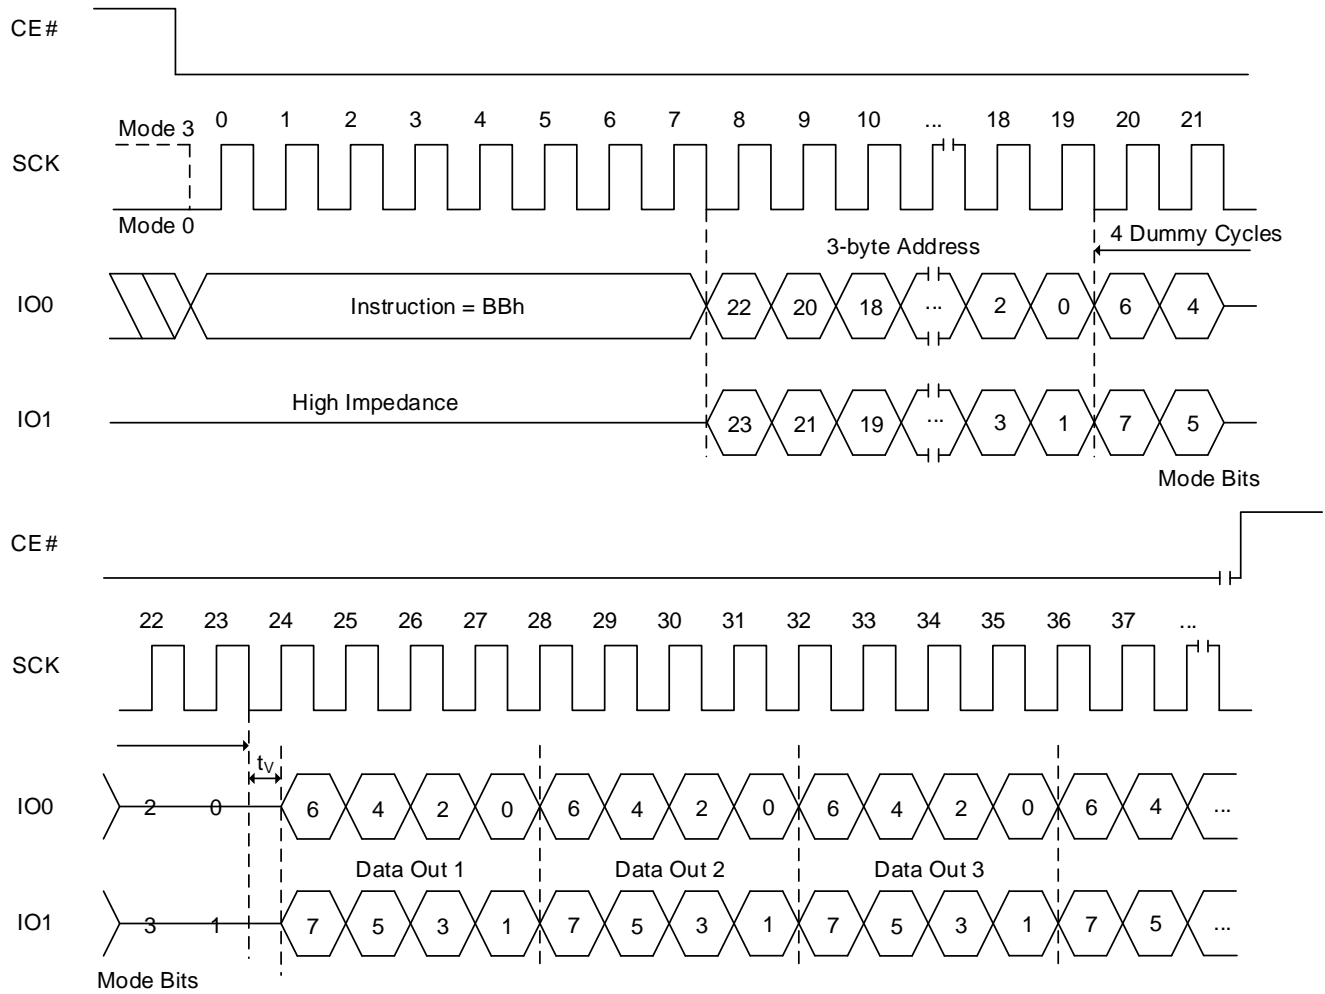 CE#
Mode 3 0 1 2 3 4 5 6 7 8 9 10 ... 18 19 20 21
SCK
Mode 0
3-byte Address 4 Dummy Cycles
IO0 Instruction = BBh 22 20 18 ... 2 0 6 4
High Impedance
IO1 23 21 19 ... 3 1 7 5
Mode Bits
CE#
22 23 24 25 26 27 28 29 30 31 32 33 34 35 36 37 ...
SCK
tV
IO0 2 0 6 4 2 0 6 4 2 0 6 4 2 0 6 4 ...
Data Out 1 Data Out 2 Data Out 3
IO1 3 1 7 5 3 1 7 5 3 1 7 5 3 1 7 5 ...
Mode Bits